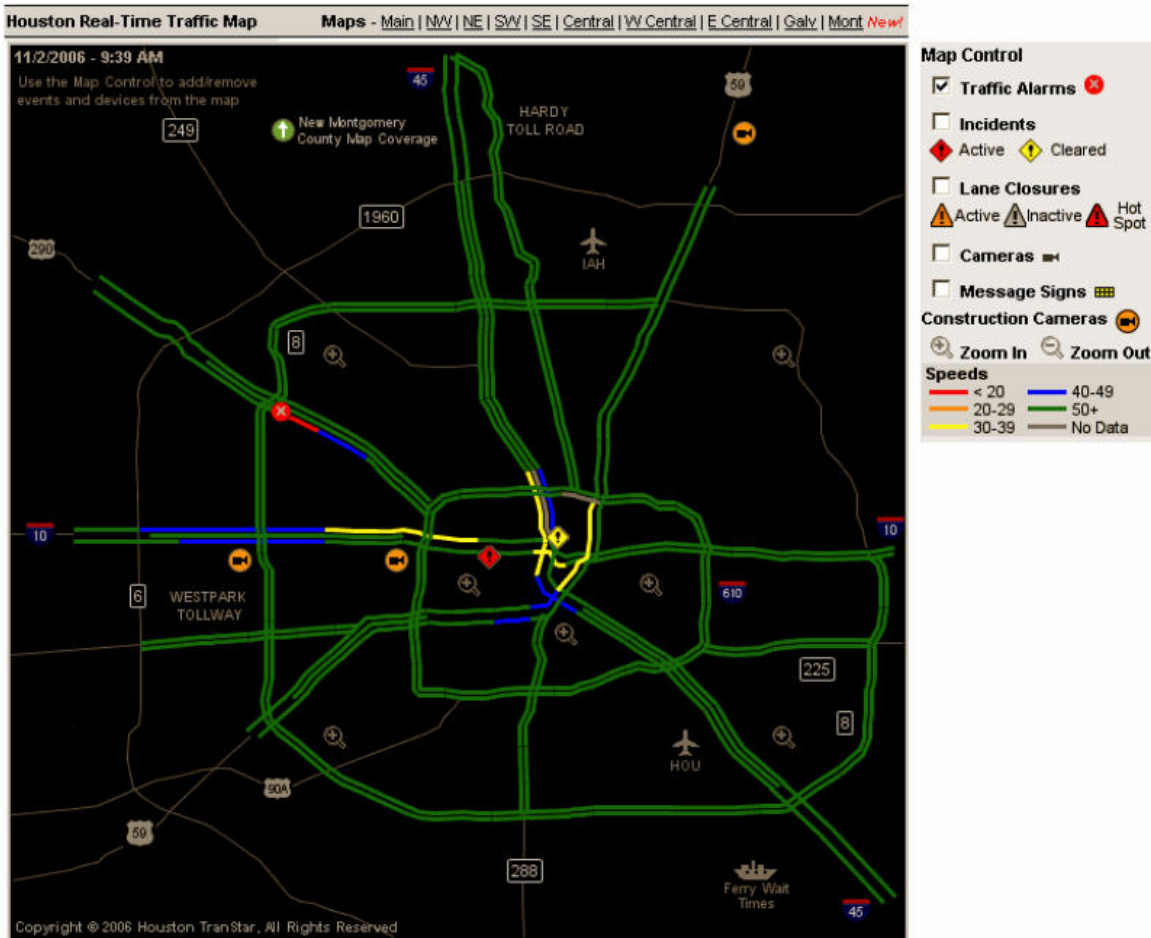 Houston Real-Time Traffic Map
Maps - Main | NW | NE | SW | SE | Central | W Central | E Central | Galv | Mont New!
11/2/2006 - 9:39 AM
Use the Map Control to add/remove
events and devices from the map
45
59
HARDY
TOLL ROAD
249
New Montgomery
County Map Coverage
1960
290
IAH
8
10
10
6
WESTPARK
TOLLWAY
610
225
8
HOU
90A
59
288
Ferry Wait
Times
45
Copyright © 2006 Houston TranStar, All Rights Reserved
Map Control
Traffic Alarms
Incidents
Active Cleared
Lane Closures
Active Inactive Hot
Spot
Cameras
Message Signs
Construction Cameras
Zoom In Zoom Out
Speeds
< 20 40-49
20-29 50+
30-39 No Data